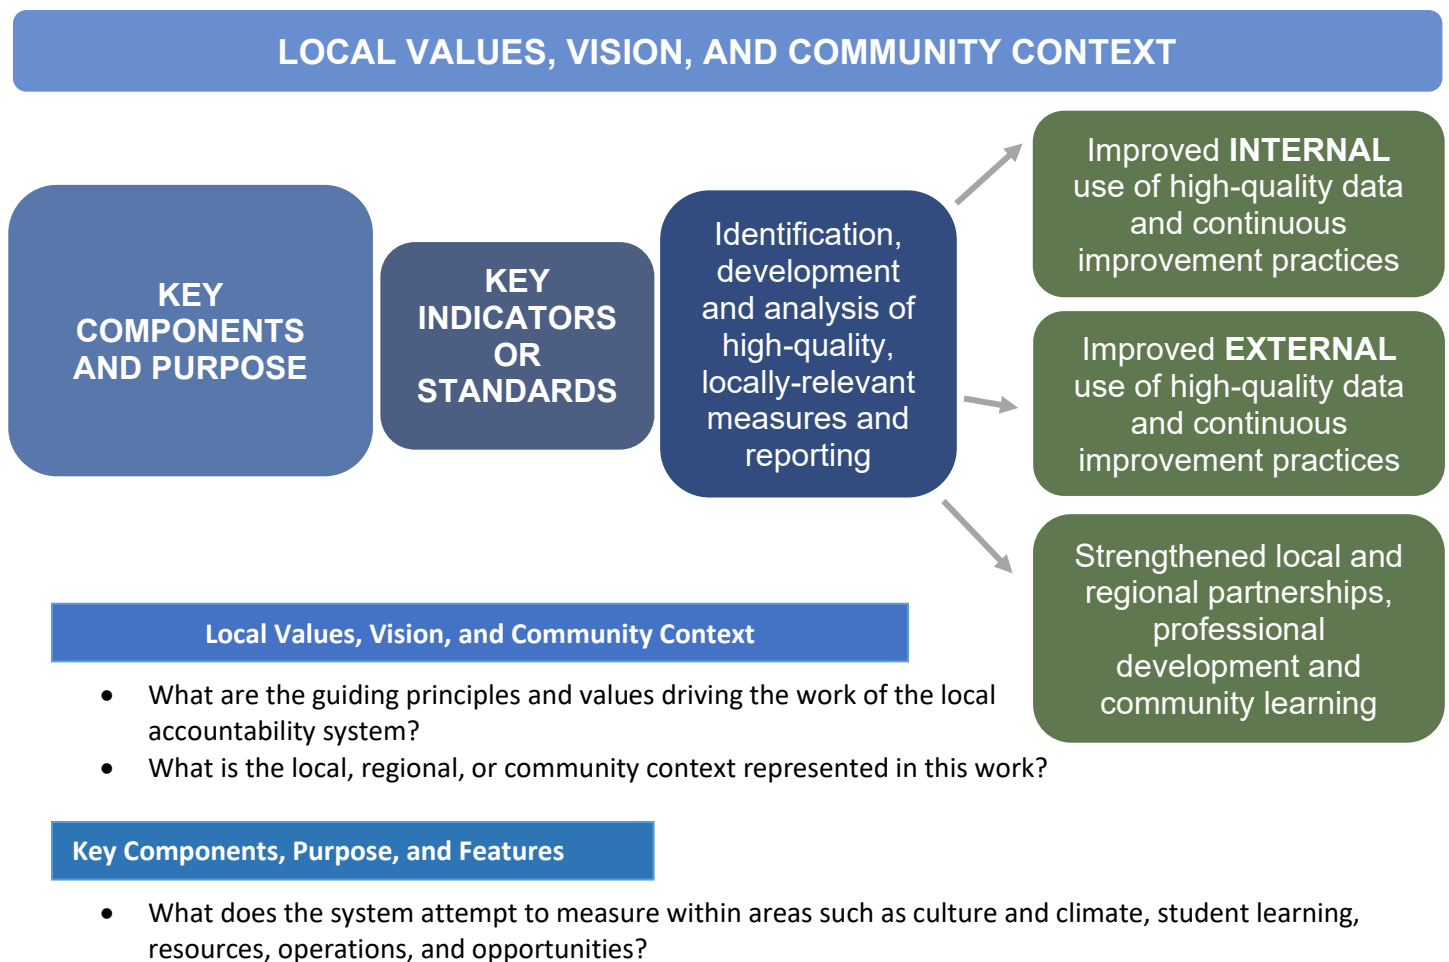 LOCAL VALUES, VISION, AND COMMUNITY CONTEXT
KEY
COMPONENTS
AND PURPOSE
KEY
INDICATORS
OR
STANDARDS
Identification,
development
and analysis of
high-quality,
locally-relevant
measures and
reporting
Improved INTERNAL
use of high-quality data
and continuous
improvement practices
Improved EXTERNAL
use of high-quality data
and continuous
improvement practices
Strengthened local and
regional partnerships,
professional
development and
community learning
Local Values, Vision, and Community Context
• What are the guiding principles and values driving the work of the local
accountability system?
• What is the local, regional, or community context represented in this work?
Key Components, Purpose, and Features
• What does the system attempt to measure within areas such as culture and climate, student learning,
resources, operations, and opportunities?